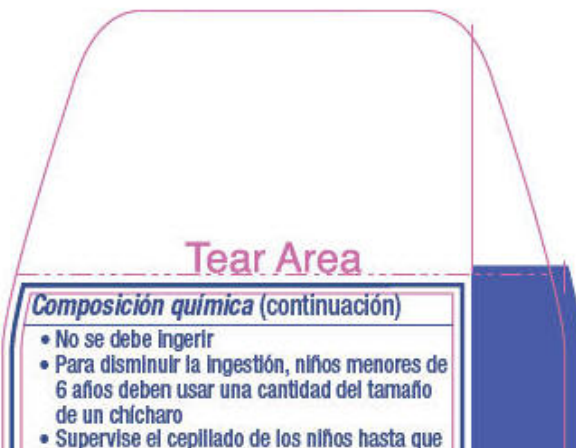 Tear Area
Composición química (continuación)
• No se debe ingerir
• Para disminuir la ingestión, niños menores de
6 años deben usar una cantidad del tamaño
de un chícharo
• Supervise el cepillado de los niños hasta que